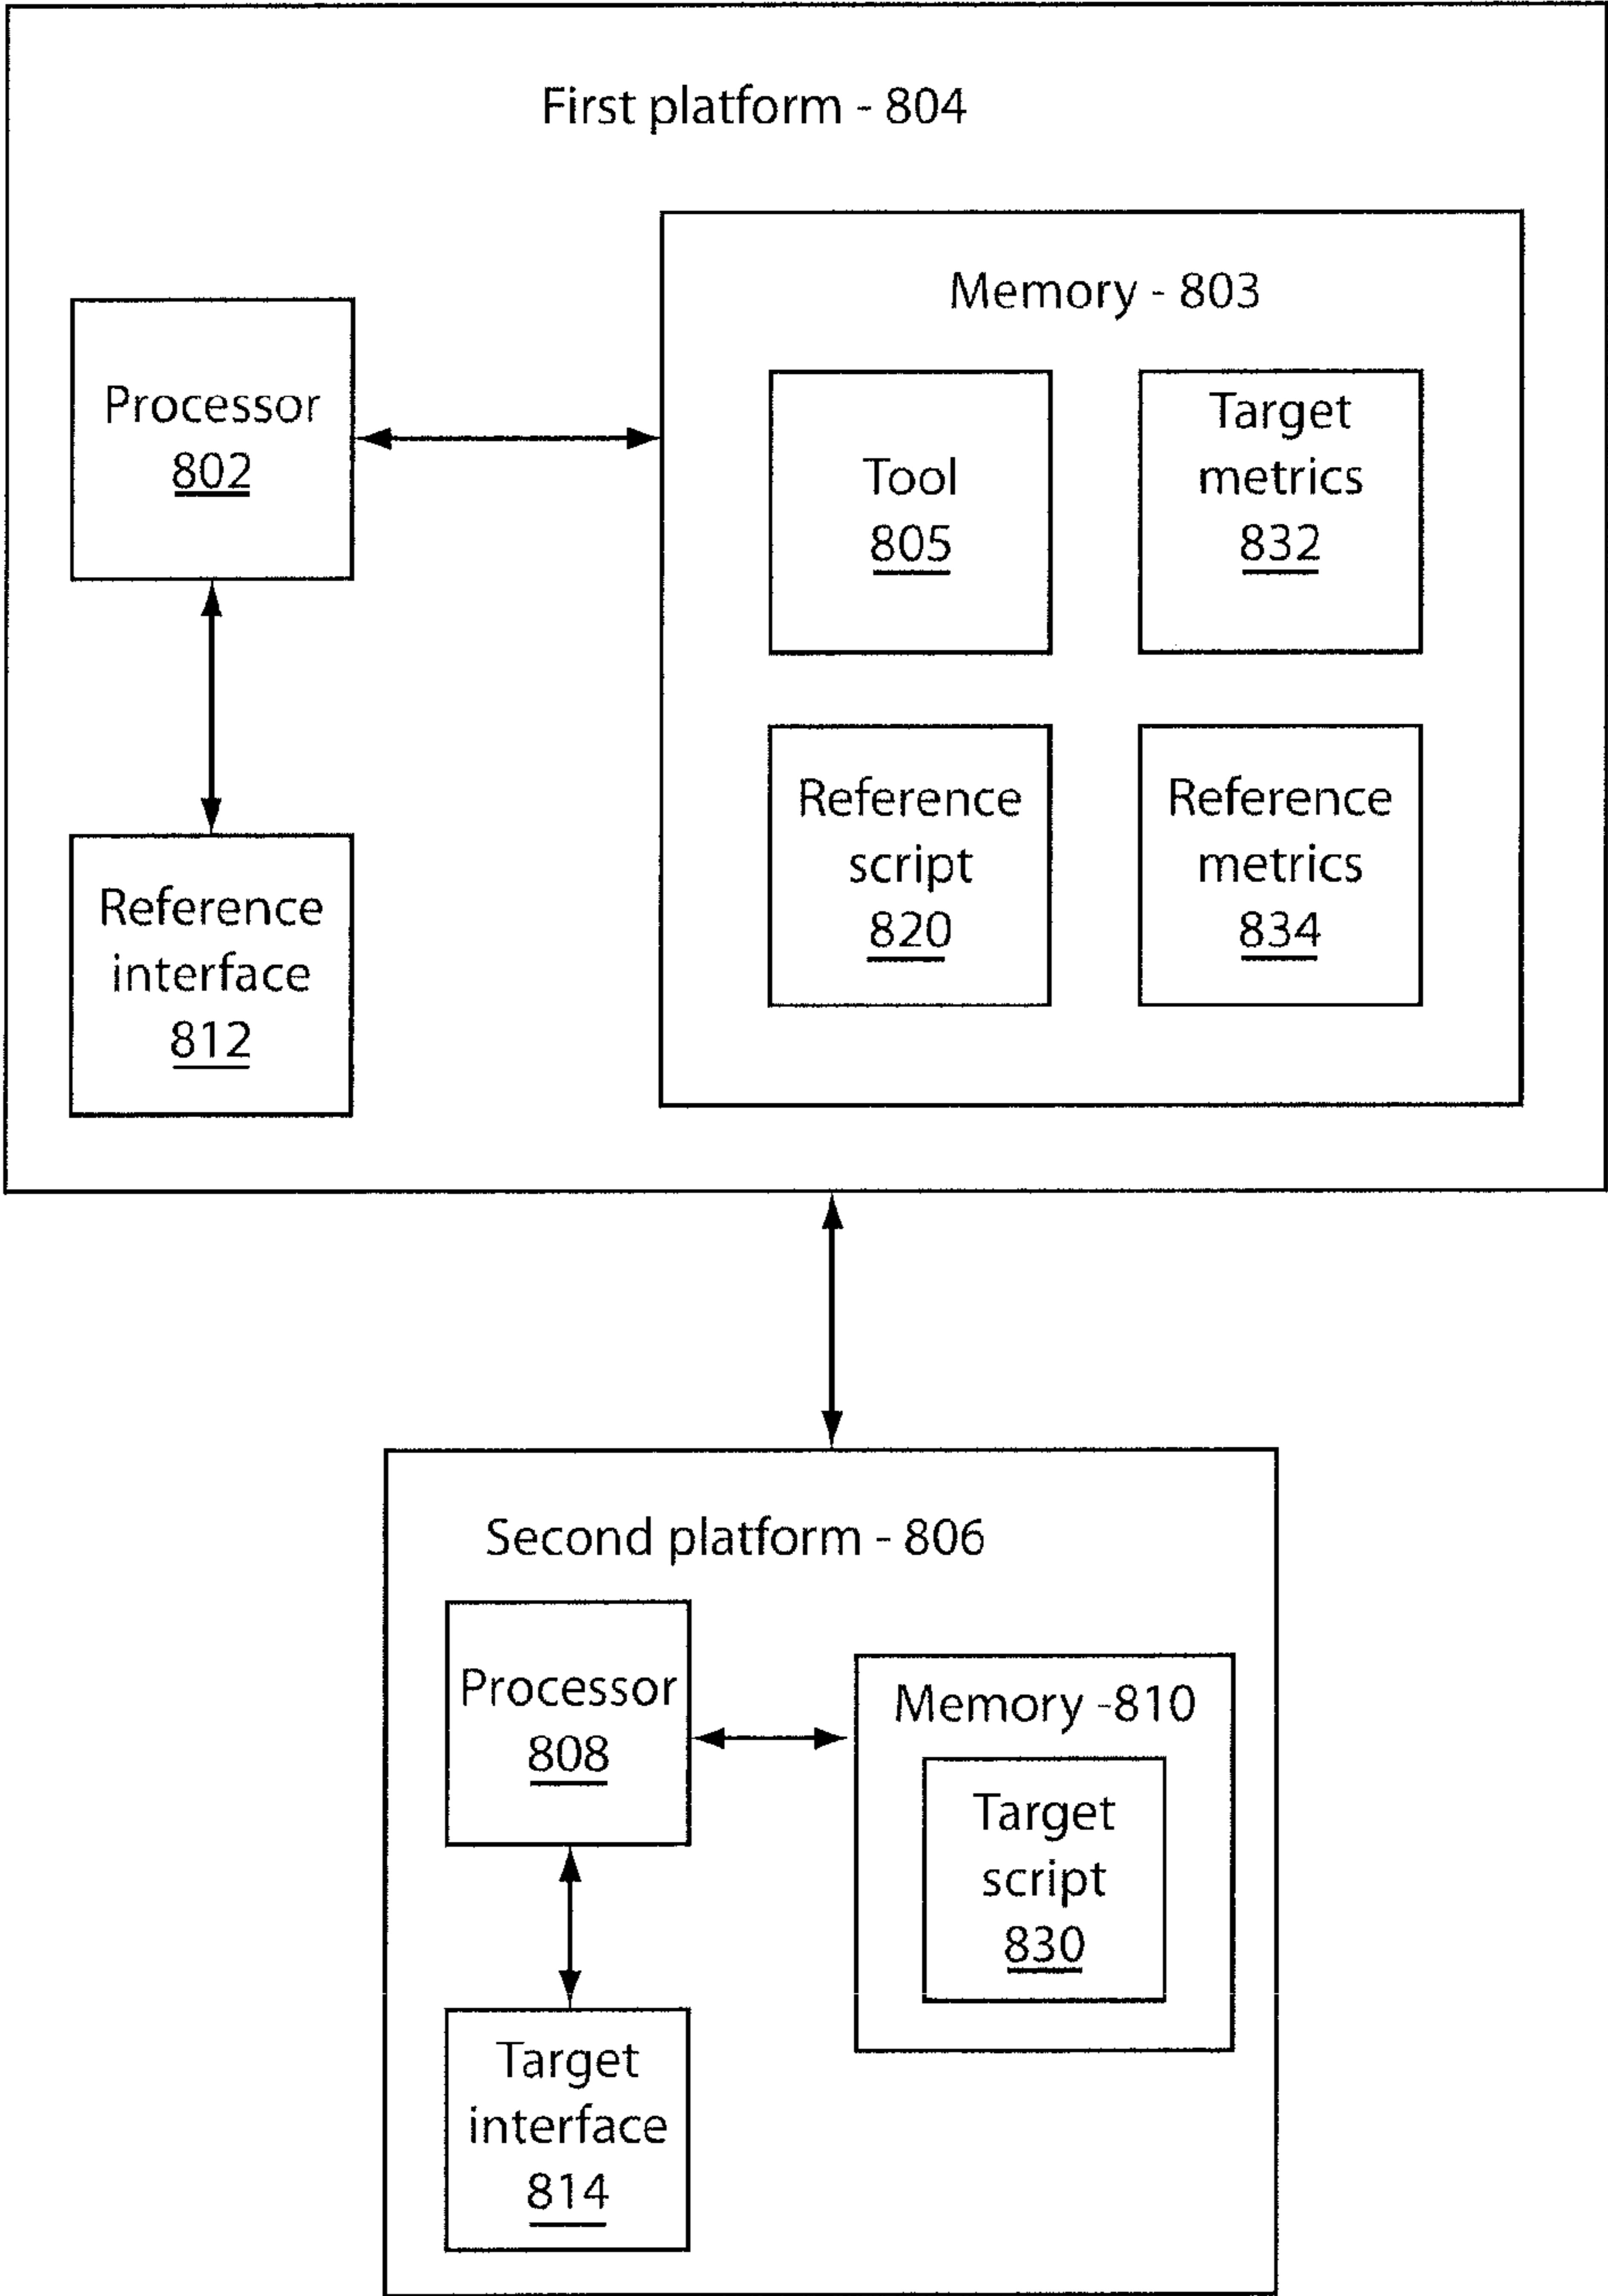 First platform - 804
Memory - 803
Processor
802
Tool
805
Target
metrics
832
Reference
script
820
Reference
metrics
834
Reference
interface
812
Second platform - 806
Processor
808
Memory -810
Target
script
830
Target
interface
814